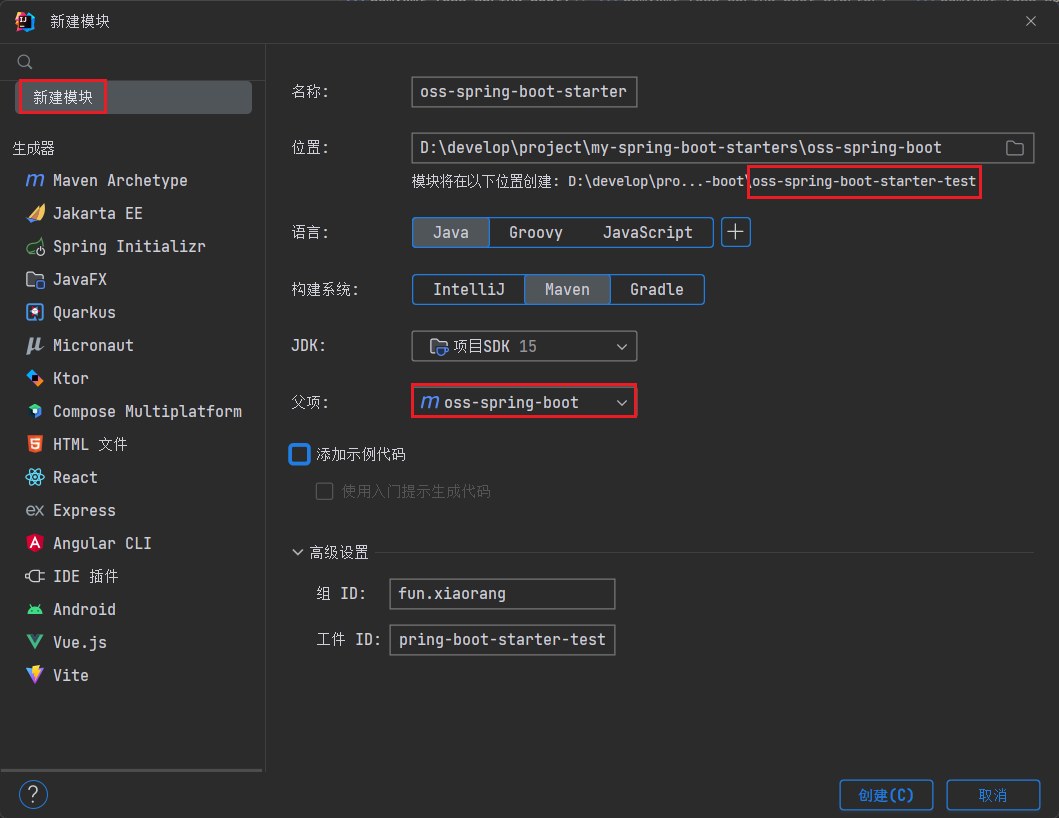 新建模块
新建模块
生成器
Maven Archetype
Jakarta EE
Spring Initializr
JavaFX
Quarkus
Micronaut
Ktor
Compose Multiplatform
HTML 文件
React
Express
Angular CLI
IDE 插件
Android
Vue.js
Vite
名称: oss-spring-boot-starter
位置: D:\develop\project\my-spring-boot-starters\oss-spring-boot
模块将在以下位置创建: D:\develop\pro...-boot\oss-spring-boot-starter-test
语言: Java Groovy JavaScript
构建系统: IntelliJ Maven Gradle
JDK: 项目SDK 15
父项: oss-spring-boot
添加示例代码
使用入门提示生成代码
高级设置
组 ID: fun.xiaorang
工件 ID: pring-boot-starter-test
? 创建(C) 取消